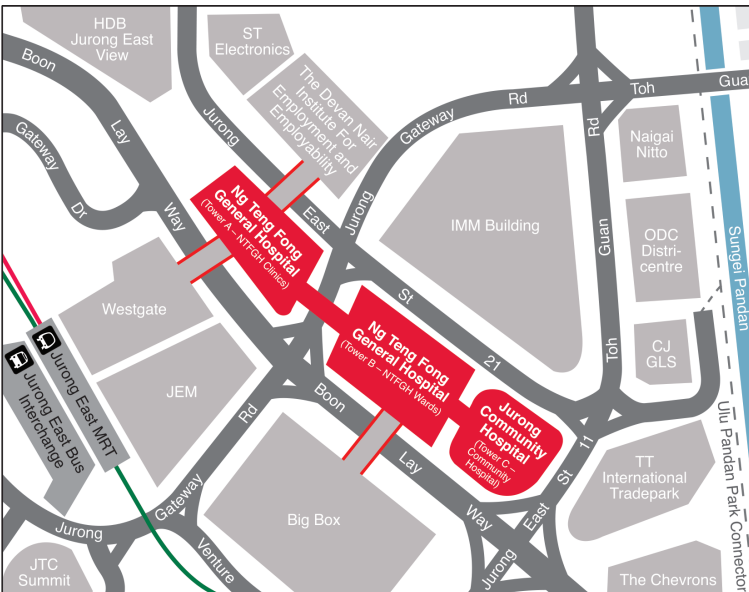 HDB
Jurong East
View
ST
Electronics
The Devan Nair
Institute For
Employment and
Employability
Boon
Lay
Way
Gateway
Dr
Jurong
East
St
21
Jurong
Gateway
Rd
Toh
Gua
Rd
Guan
Toh
Naigai
Nitto
ODC
Distri-
centre
CJ
GLS
Sungei Pandan
Ulu Pandan Park Connector
IMM Building
Ng Teng Fong
General Hospital
(Tower A – NTFGH Clinics)
Ng Teng Fong
General Hospital
(Tower B – NTFGH Wards)
Jurong
Community
Hospital
(Tower C –
Community
Hospital)
Westgate
JEM
Jurong East MRT
Jurong East Bus
Interchange
Boon
Lay
Way
Big Box
Jurong
Gateway
Rd
Venture
JTC
Summit
Jurong
East
St
11
TT
International
Tradepark
The Chevrons